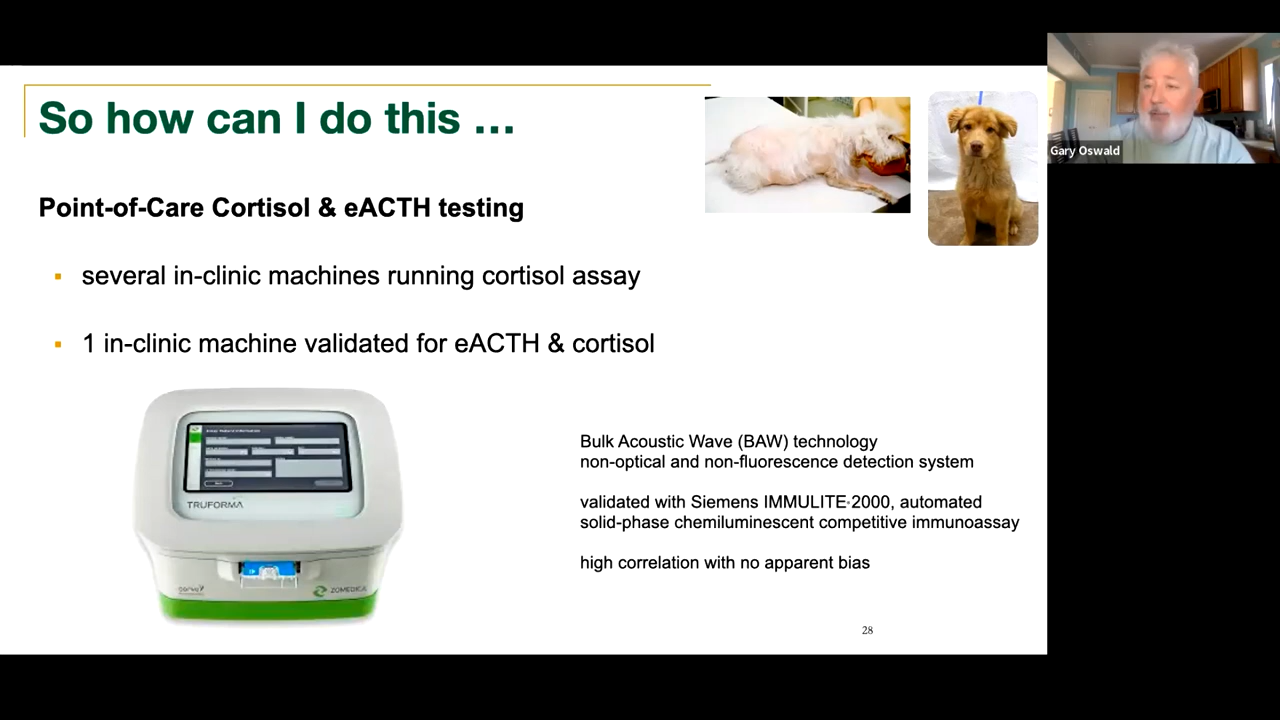 So how can I do this ...
Gary Oswald
Point-of-Care Cortisol & eACTH testing
▪ several in-clinic machines running cortisol assay
▪ 1 in-clinic machine validated for eACTH & cortisol
Bulk Acoustic Wave (BAW) technology
non-optical and non-fluorescence detection system
validated with Siemens IMMULITE 2000, automated
solid-phase chemiluminescent competitive immunoassay
high correlation with no apparent bias
TRUFORMA
ZOMEDICA
28